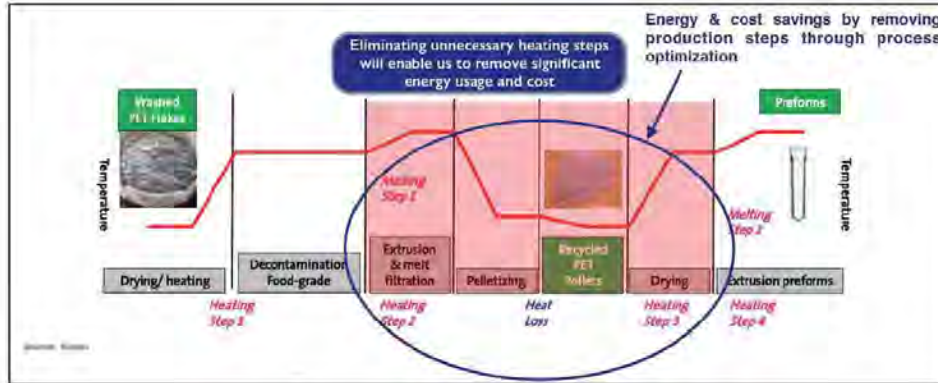 Energy & cost savings by removing
production steps through process
optimization
Eliminating unnecessary heating steps
will enable us to remove significant
energy usage and cost
Washed
PET Flakes
Preforms
Temperature
Temperature
Melting
Step 1
Melting
Step 2
Drying/ heating
Decontamination
Food-grade
Extrusion
& melt
filtration
Pelletizing
Recycled
PET
Drying
Extrusion preforms
Heating
Step 1
Heating
Step 2
Heat
Loss
Heating
Step 3
Heating
Step 4